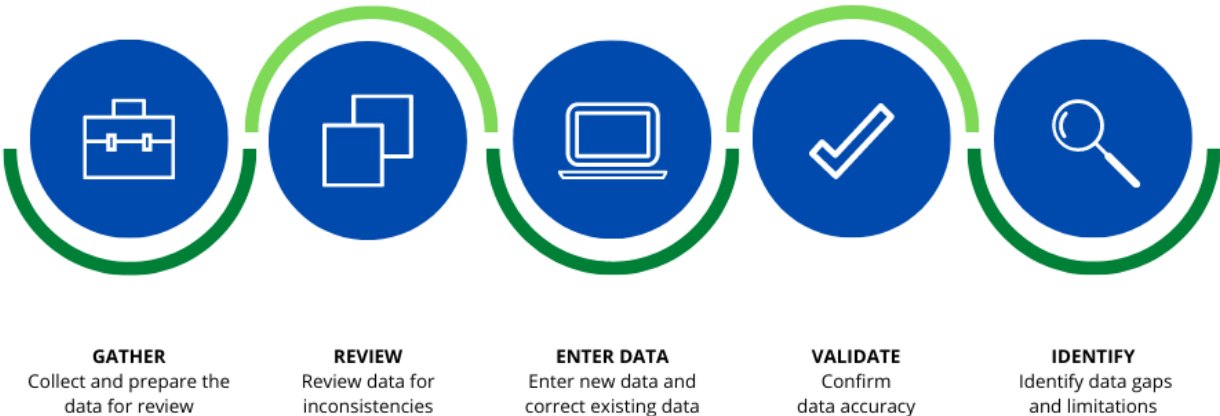 GATHER
Collect and prepare the
data for review
REVIEW
Review data for
inconsistencies
ENTER DATA
Enter new data and
correct existing data
VALIDATE
Confirm
data accuracy
IDENTIFY
Identify data gaps
and limitations